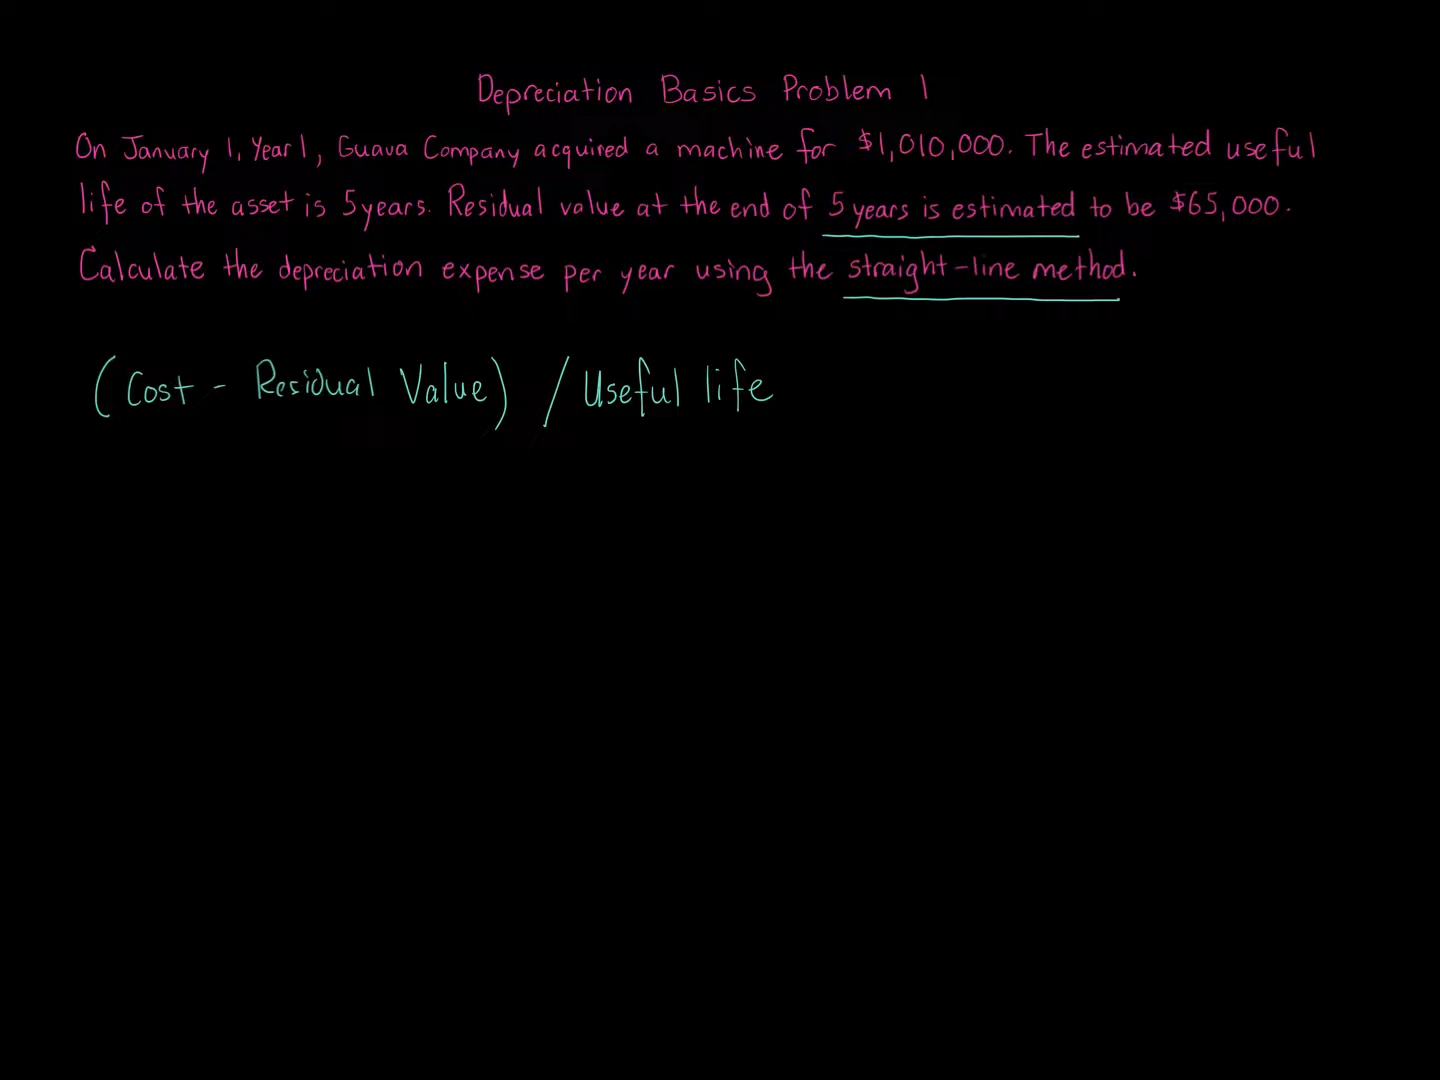 Depreciation Basics Problem 1
On January 1, Year 1, Guava Company acquired a machine for $1,010,000. The estimated useful
life of the asset is 5 years. Residual value at the end of 5 years is estimated to be $65,000.
Calculate the depreciation expense per year using the straight-line method.
(Cost - Residual Value) / Useful life